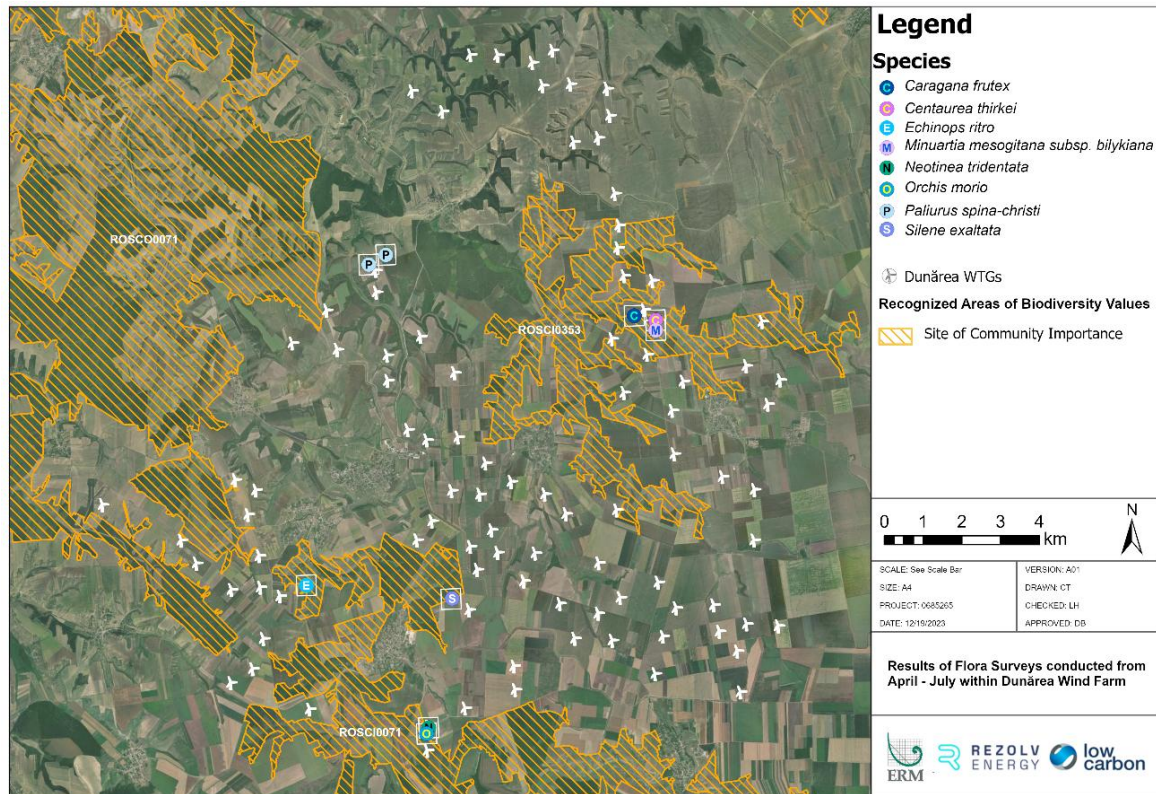 Legend
Species
C Caragana frutex
C Centaurea thirkei
E Echinops ritro
M Minuartia mesogitana subsp. bilykiana
N Neotinea tridentata
O Orchis morio
P Paliurus spina-christi
S Silene exaltata
Dunărea WTGs
Recognized Areas of Biodiversity Values
Site of Community Importance
ROSCO0071
P
P
ROSCI0353
C
C
M
E
S
ROSCI0071
O
N
0 1 2 3 4
km
SCALE: See Scale Bar
VERSION: A01
SIZE: A4
DRAWN: CT
PROJECT: 0685265
CHECKED: LH
DATE: 12/19/2023
APPROVED: DB
Results of Flora Surveys conducted from
April - July within Dunărea Wind Farm
ERM
REZOLV
ENERGY
low
carbon